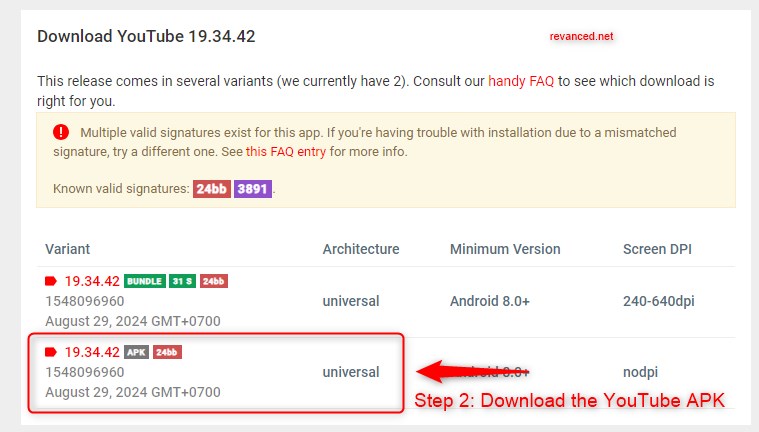 Download YouTube 19.34.42
revanced.net
This release comes in several variants (we currently have 2). Consult our handy FAQ to see which download is
right for you.
Multiple valid signatures exist for this app. If you're having trouble with installation due to a mismatched
signature, try a different one. See this FAQ entry for more info.
Known valid signatures: 24bb 3891.
Variant Architecture Minimum Version Screen DPI
19.34.42 BUNDLE 31 S 24bb
1548096960 universal Android 8.0+ 240-640dpi
August 29, 2024 GMT+0700
19.34.42 APK 24bb
1548096960 universal Android 8.0+ nodpi
August 29, 2024 GMT+0700
Step 2: Download the YouTube APK